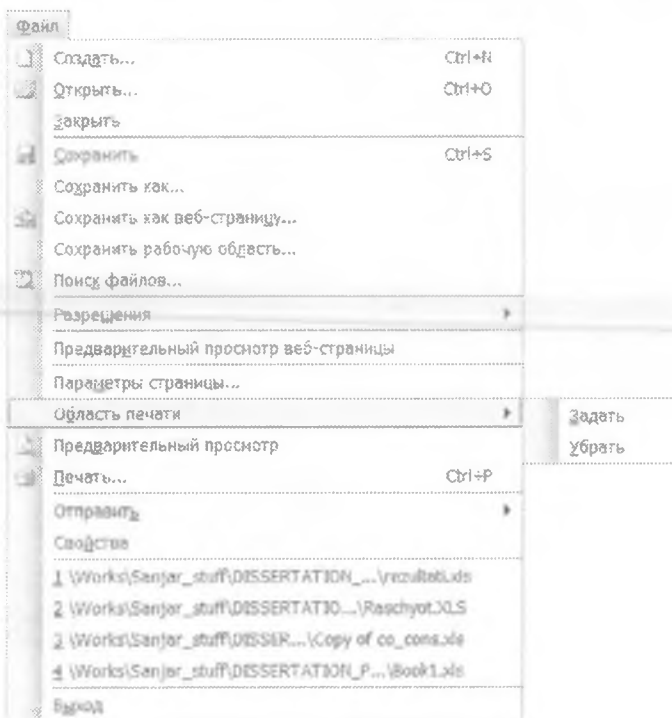 Файл
Создать... Ctrl+N
Открыть... Ctrl+O
Закрыть
Сохранить Ctrl+S
Сохранить как...
Сохранить как веб-страницу...
Сохранить рабочую область...
Поиск файлов...
Разрешения
Предварительный просмотр веб-страницы
Параметры страницы...
Область печати
Задать
Предварительный просмотр
Убрать
Печать... Ctrl+P
Отправить
Свойства
1 \Works\Sanjar_stuff\DISSERTATION_...\rezultati.xls
2 \Works\Sanjar_stuff\DISSERTATIO...\Raschyot.XLS
3 \Works\Sanjar_stuff\DISSER...\Copy of co_cons.xls
4 \Works\Sanjar_stuff\DISSERTATION_P...\Book1.xls
Выход